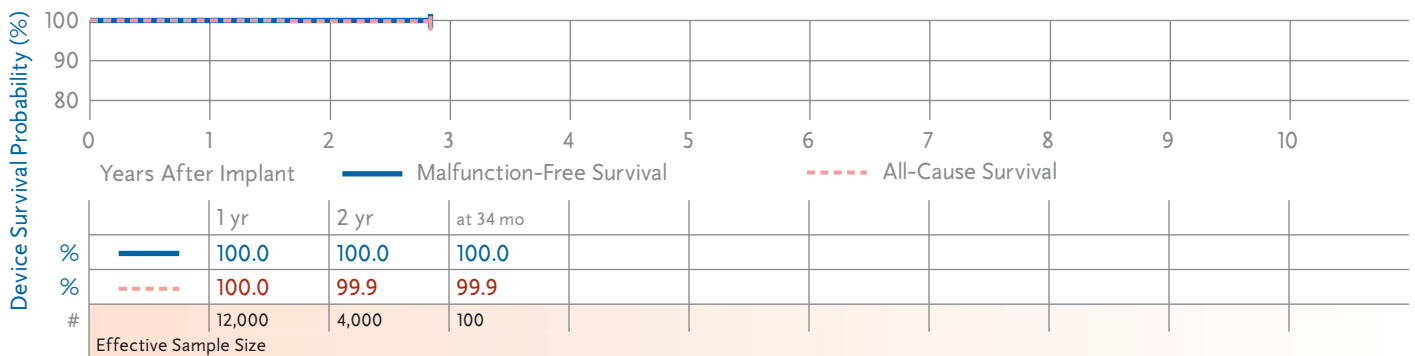 Device Survival Probability (%)
100
90
80
0 1 2 3 4 5 6 7 8 9 10
Years After Implant Malfunction-Free Survival All-Cause Survival
1 yr 2 yr at 34 mo
% 100.0 100.0 100.0
% 100.0 99.9 99.9
# 12,000 4,000 100
Effective Sample Size